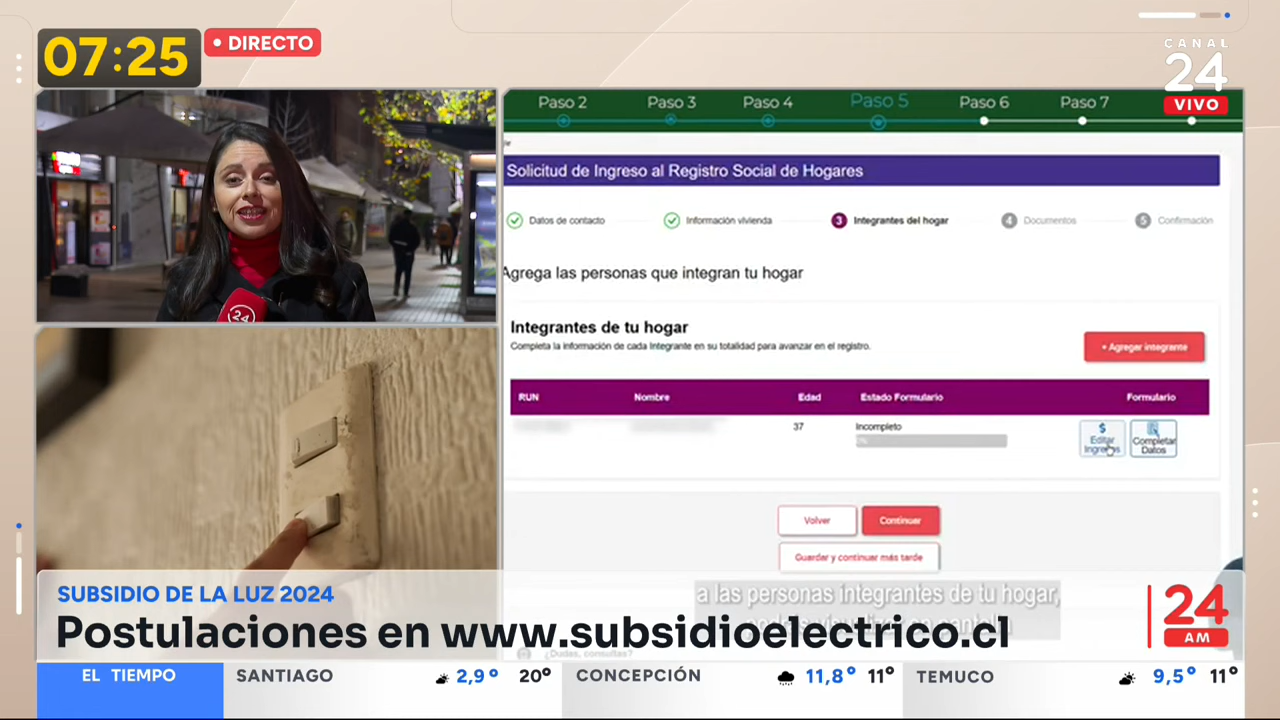 07:25
DIRECTO
CANAL
24
VIVO
Paso 2
Paso 3
Paso 4
Paso 5
Paso 6
Paso 7
Solicitud de Ingreso al Registro Social de Hogares
Datos de contacto
Información vivienda
3 Integrantes del hogar
4 Documentos
5 Confirmación
Agrega las personas que integran tu hogar
Integrantes de tu hogar
Completa la información de cada Integrante en su totalidad para avanzar en el registro.
+ Agregar integrante
RUN
Nombre
Edad
Estado Formulario
Formulario
37
Incompleto
Editar
Ingresos
Completar
Datos
Volver
Continuar
Guardar y continuar más tarde
24
a las personas integrantes de tu hogar,
¿Dudas, consultas?
SUBSIDIO DE LA LUZ 2024
Postulaciones en www.subsidioelectrico.cl
24
AM
EL TIEMPO
SANTIAGO
2,9°
20°
CONCEPCIÓN
11,8°
11°
TEMUCO
9,5°
11°